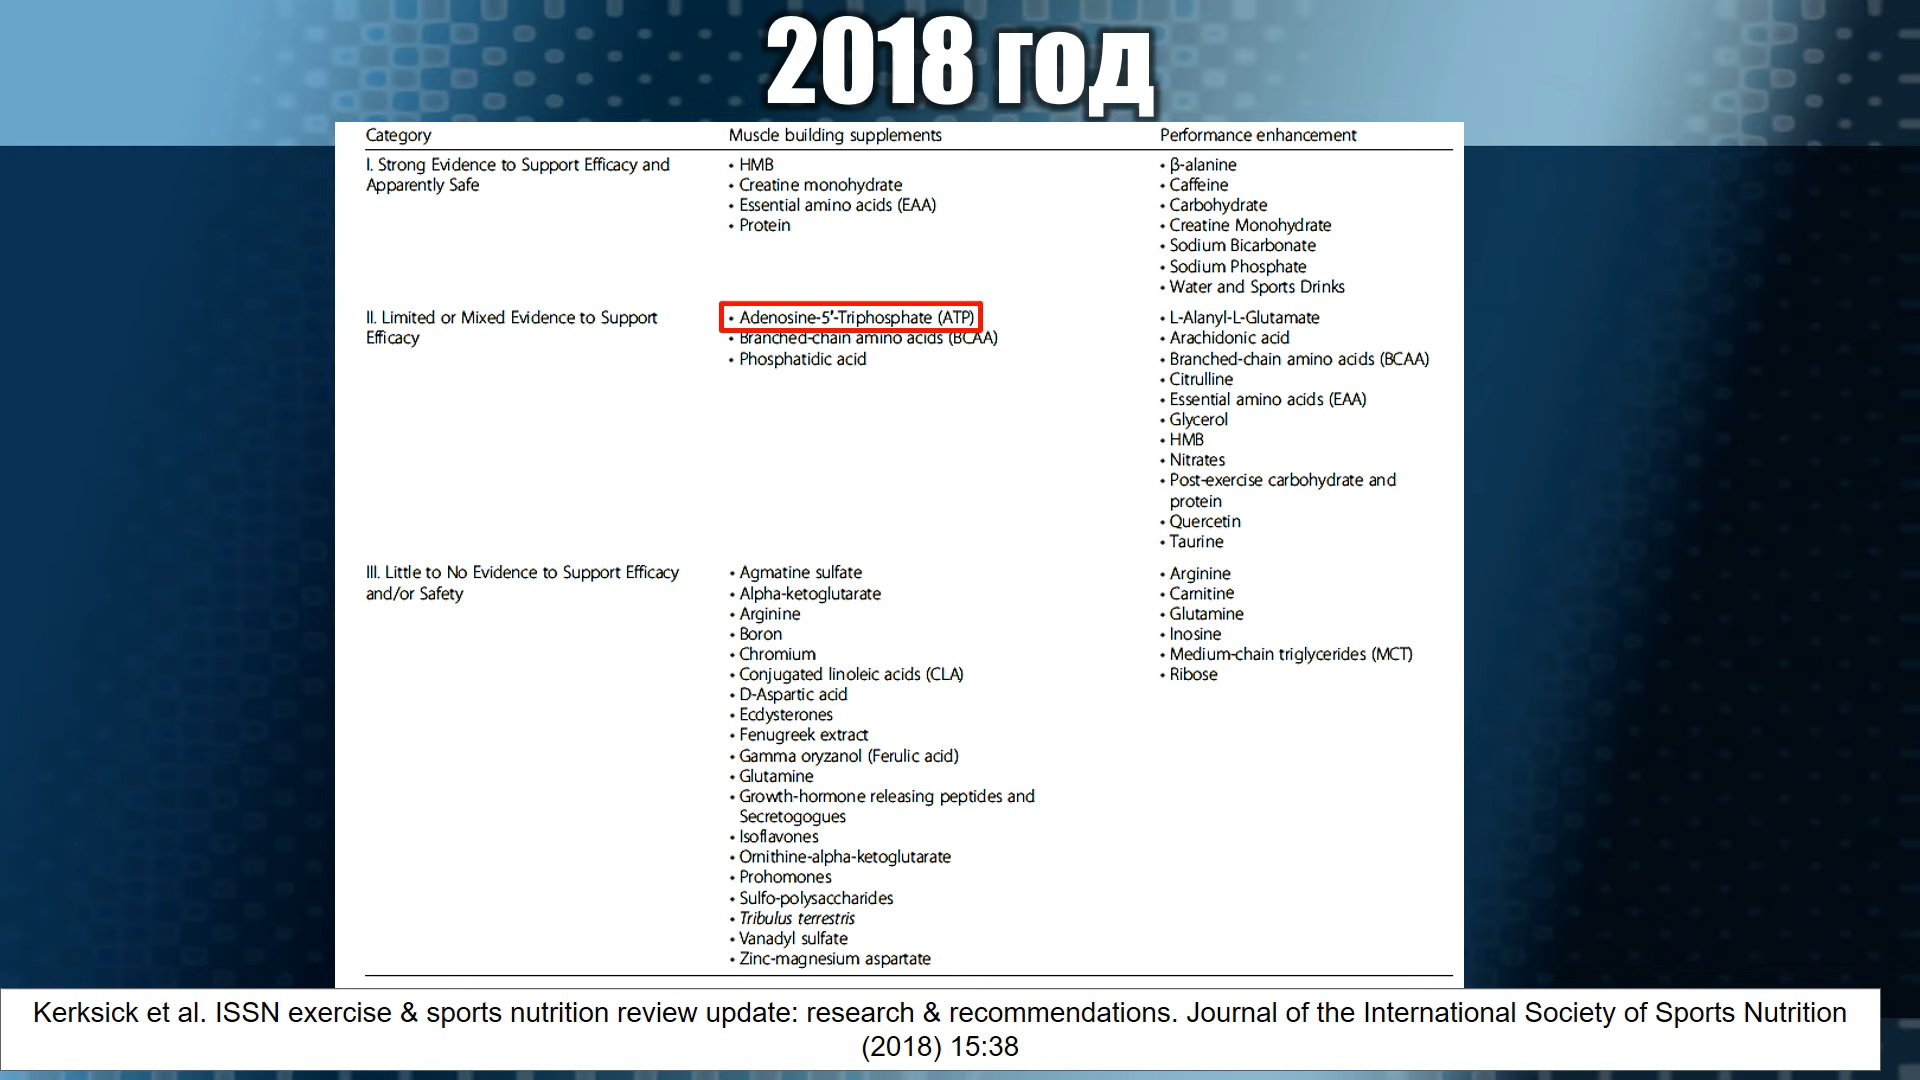 2018 год
Category Muscle building supplements Performance enhancement
I. Strong Evidence to Support Efficacy and
Apparently Safe
• HMB
• Creatine monohydrate
• Essential amino acids (EAA)
• Protein
• β-alanine
• Caffeine
• Carbohydrate
• Creatine Monohydrate
• Sodium Bicarbonate
• Sodium Phosphate
• Water and Sports Drinks
II. Limited or Mixed Evidence to Support
Efficacy
• Adenosine-5′-Triphosphate (ATP)
• Branched-chain amino acids (BCAA)
• Phosphatidic acid
• L-Alanyl-L-Glutamate
• Arachidonic acid
• Branched-chain amino acids (BCAA)
• Citrulline
• Essential amino acids (EAA)
• Glycerol
• HMB
• Nitrates
• Post-exercise carbohydrate and
protein
• Quercetin
• Taurine
III. Little to No Evidence to Support Efficacy
and/or Safety
• Agmatine sulfate
• Alpha-ketoglutarate
• Arginine
• Boron
• Chromium
• Conjugated linoleic acids (CLA)
• D-Aspartic acid
• Ecdysterones
• Fenugreek extract
• Gamma oryzanol (Ferulic acid)
• Glutamine
• Growth-hormone releasing peptides and
Secretogogues
• Isoflavones
• Ornithine-alpha-ketoglutarate
• Prohomones
• Sulfo-polysaccharides
• Tribulus terrestris
• Vanadyl sulfate
• Zinc-magnesium aspartate
• Arginine
• Carnitine
• Glutamine
• Inosine
• Medium-chain triglycerides (MCT)
• Ribose
Kerksick et al. ISSN exercise & sports nutrition review update: research & recommendations. Journal of the International Society of Sports Nutrition
(2018) 15:38